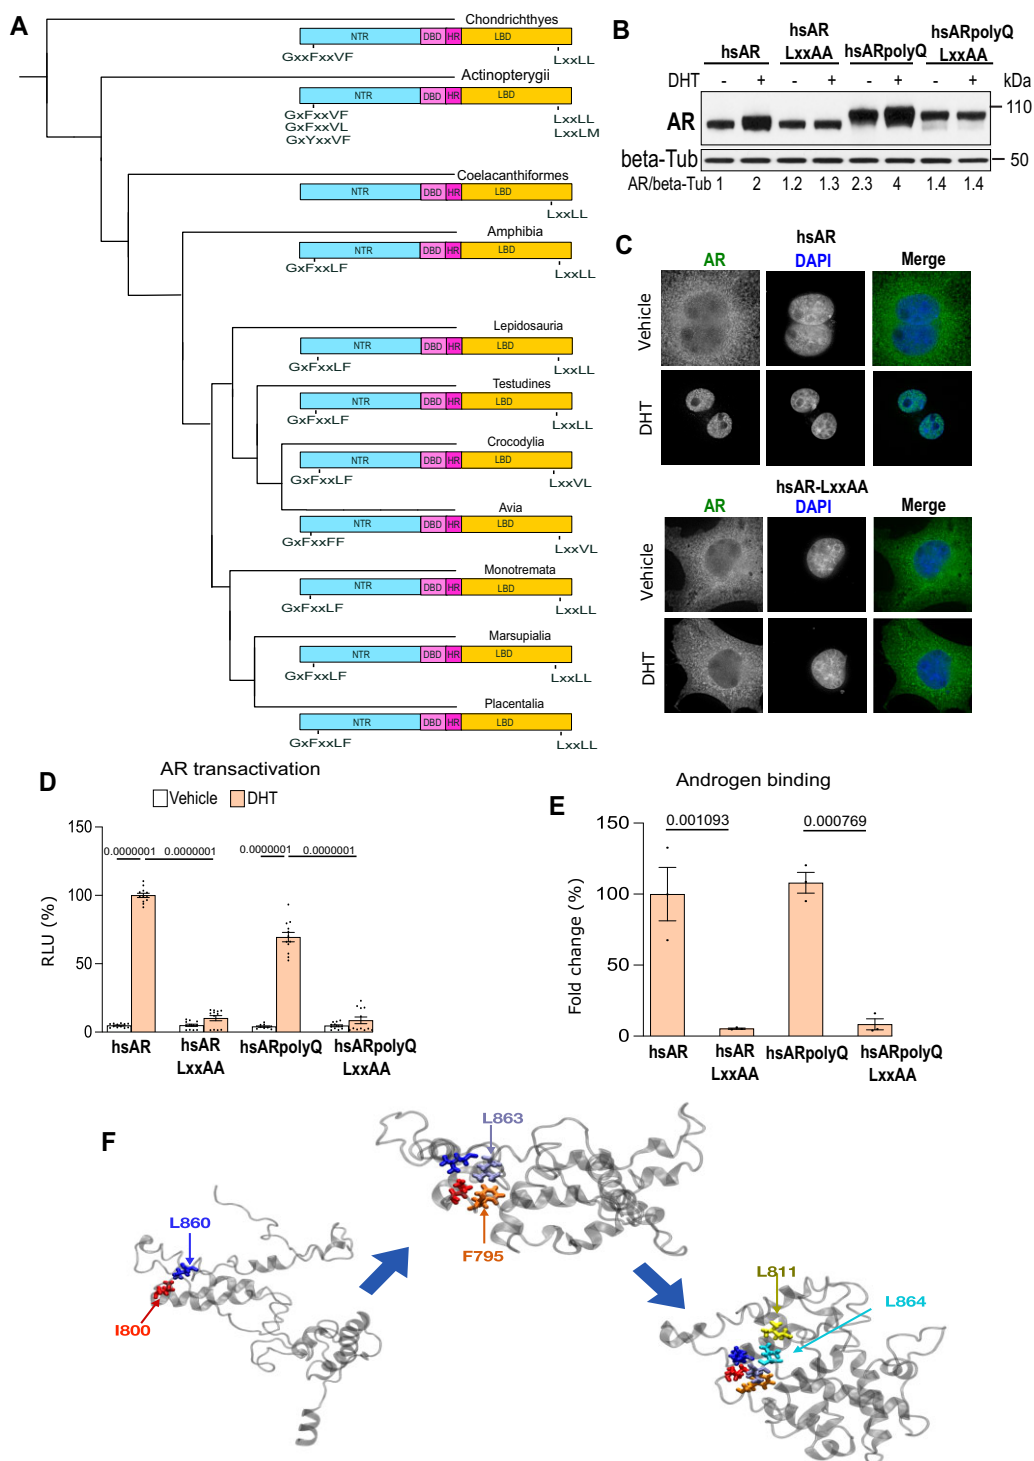 A
Chondrichthyes
NTR DBD HR LBD
GxxFxxVF LxxLL
Actinopterygii
NTR DBD HR LBD
GxFxxVF LxxLL
GxFxxVL LxxLM
GxYxxVF
Coelacanthiformes
NTR DBD HR LBD
LxxLL
Amphibia
NTR DBD HR LBD
GxFxxLF LxxLL
Lepidosauria
NTR DBD HR LBD
GxFxxLF LxxLL
Testudines
NTR DBD HR LBD
GxFxxLF LxxLL
Crocodylia
NTR DBD HR LBD
GxFxxLF LxxVL
Avia
NTR DBD HR LBD
GxFxxFF LxxVL
Monotremata
NTR DBD HR LBD
GxFxxLF LxxLL
Marsupialia
NTR DBD HR LBD
GxFxxLF LxxLL
Placentalia
NTR DBD HR LBD
GxFxxLF LxxLL
B
hsAR hsAR LxxAA hsARpolyQ hsARpolyQ LxxAA
DHT - + - + - + - + kDa
AR 110
beta-Tub 50
AR/beta-Tub 1 2 1.2 1.3 2.3 4 1.4 1.4
C
hsAR
AR DAPI Merge
Vehicle
DHT
hsAR-LxxAA
AR DAPI Merge
Vehicle
DHT
D
AR transactivation
Vehicle DHT
RLU (%)
150
100
50
0
0.0000001 0.0000001 0.0000001 0.0000001
hsAR hsAR LxxAA hsARpolyQ hsARpolyQ LxxAA
E
Androgen binding
Fold change (%)
150
100
50
0
0.001093 0.000769
hsAR hsAR LxxAA hsARpolyQ hsARpolyQ LxxAA
F
L860
I800
L863
F795
L811
L864